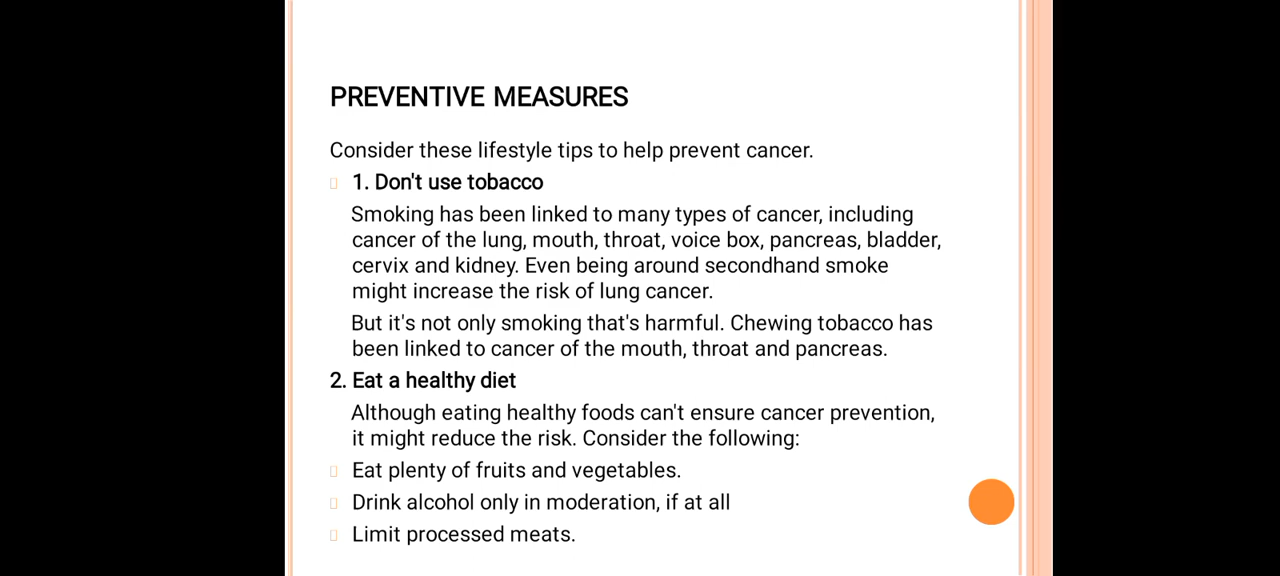 PREVENTIVE MEASURES
Consider these lifestyle tips to help prevent cancer.
1. Don't use tobacco
Smoking has been linked to many types of cancer, including
cancer of the lung, mouth, throat, voice box, pancreas, bladder,
cervix and kidney. Even being around secondhand smoke
might increase the risk of lung cancer.
But it's not only smoking that's harmful. Chewing tobacco has
been linked to cancer of the mouth, throat and pancreas.
2. Eat a healthy diet
Although eating healthy foods can't ensure cancer prevention,
it might reduce the risk. Consider the following:
Eat plenty of fruits and vegetables.
Drink alcohol only in moderation, if at all
Limit processed meats.